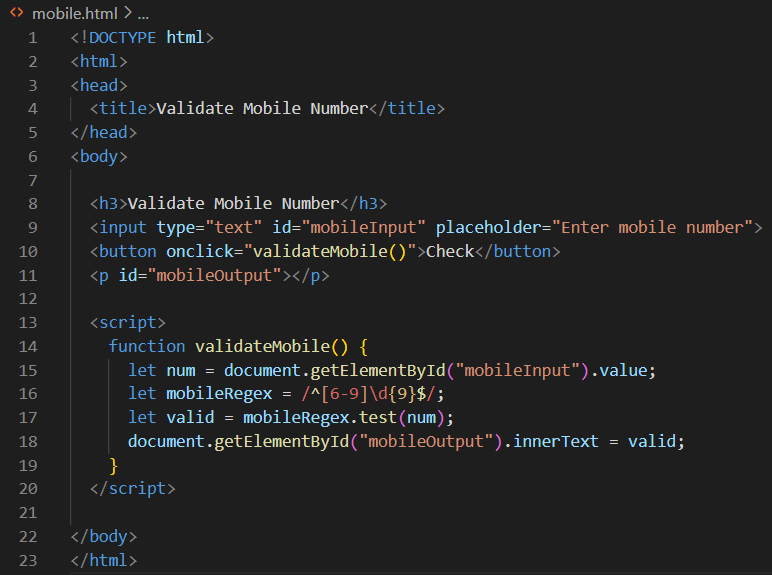 <> mobile.html > ...
1 <!DOCTYPE html>
2 <html>
3 <head>
4   <title>Validate Mobile Number</title>
5 </head>
6 <body>
7
8   <h3>Validate Mobile Number</h3>
9   <input type="text" id="mobileInput" placeholder="Enter mobile number">
10   <button onclick="validateMobile()">Check</button>
11   <p id="mobileOutput"></p>
12
13   <script>
14     function validateMobile() {
15       let num = document.getElementById("mobileInput").value;
16       let mobileRegex = /^[6-9]\d{9}$/;
17       let valid = mobileRegex.test(num);
18       document.getElementById("mobileOutput").innerText = valid;
19     }
20   </script>
21
22 </body>
23 </html>